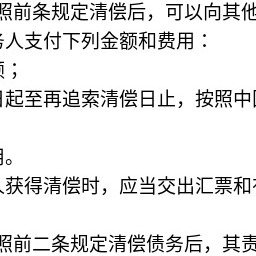 照前条规定清偿后，可以向其他
务人支付下列金额和费用：
额；
日起至再追索清偿日止，按照中国
用。
人获得清偿时，应当交出汇票和有
照前二条规定清偿债务后，其责